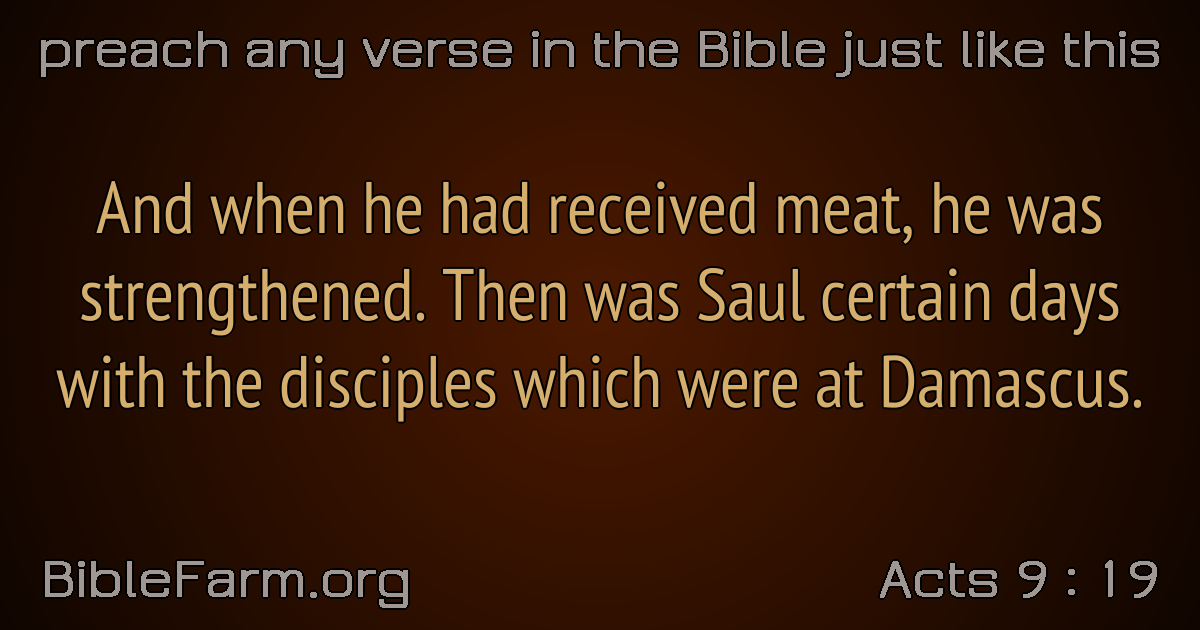 preach any verse in the Bible just like this
And when he had received meat, he was
strengthened. Then was Saul certain days
with the disciples which were at Damascus.
BibleFarm.org
Acts 9 : 19